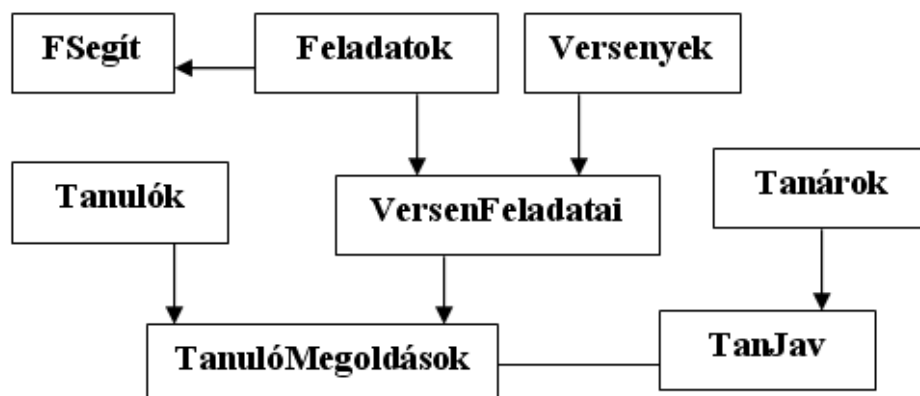 FSegít
Feladatok
Versenyek
Tanulók
VersenFeladatai
Tanárok
TanulóMegoldások
TanJav